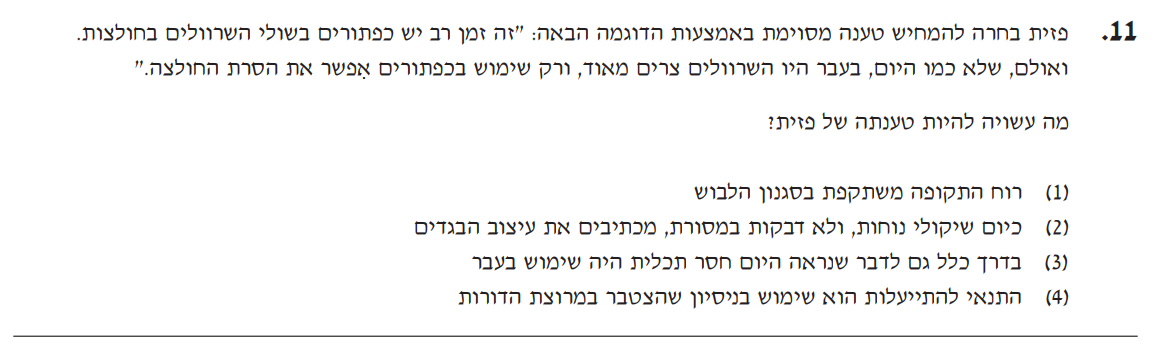 11. פזית בחרה להמחיש טענה מסוימת באמצעות הדוגמה הבאה: "זה זמן רב יש כפתורים בשולי השרוולים בחולצות.
ואולם, שלא כמו היום, בעבר היו השרוולים צרים מאוד, ורק שימוש בכפתורים אִפשר את הסרת החולצה."
מה עשויה להיות טענתה של פזית?
(1) רוח התקופה משתקפת בסגנון הלבוש
(2) כיום שיקולי נוחות, ולא דבקות במסורת, מכתיבים את עיצוב הבגדים
(3) בדרך כלל גם לדבר שנראה היום חסר תכלית היה שימוש בעבר
(4) התנאי להתייעלות הוא שימוש בניסיון שהצטבר במרוצת הדורות